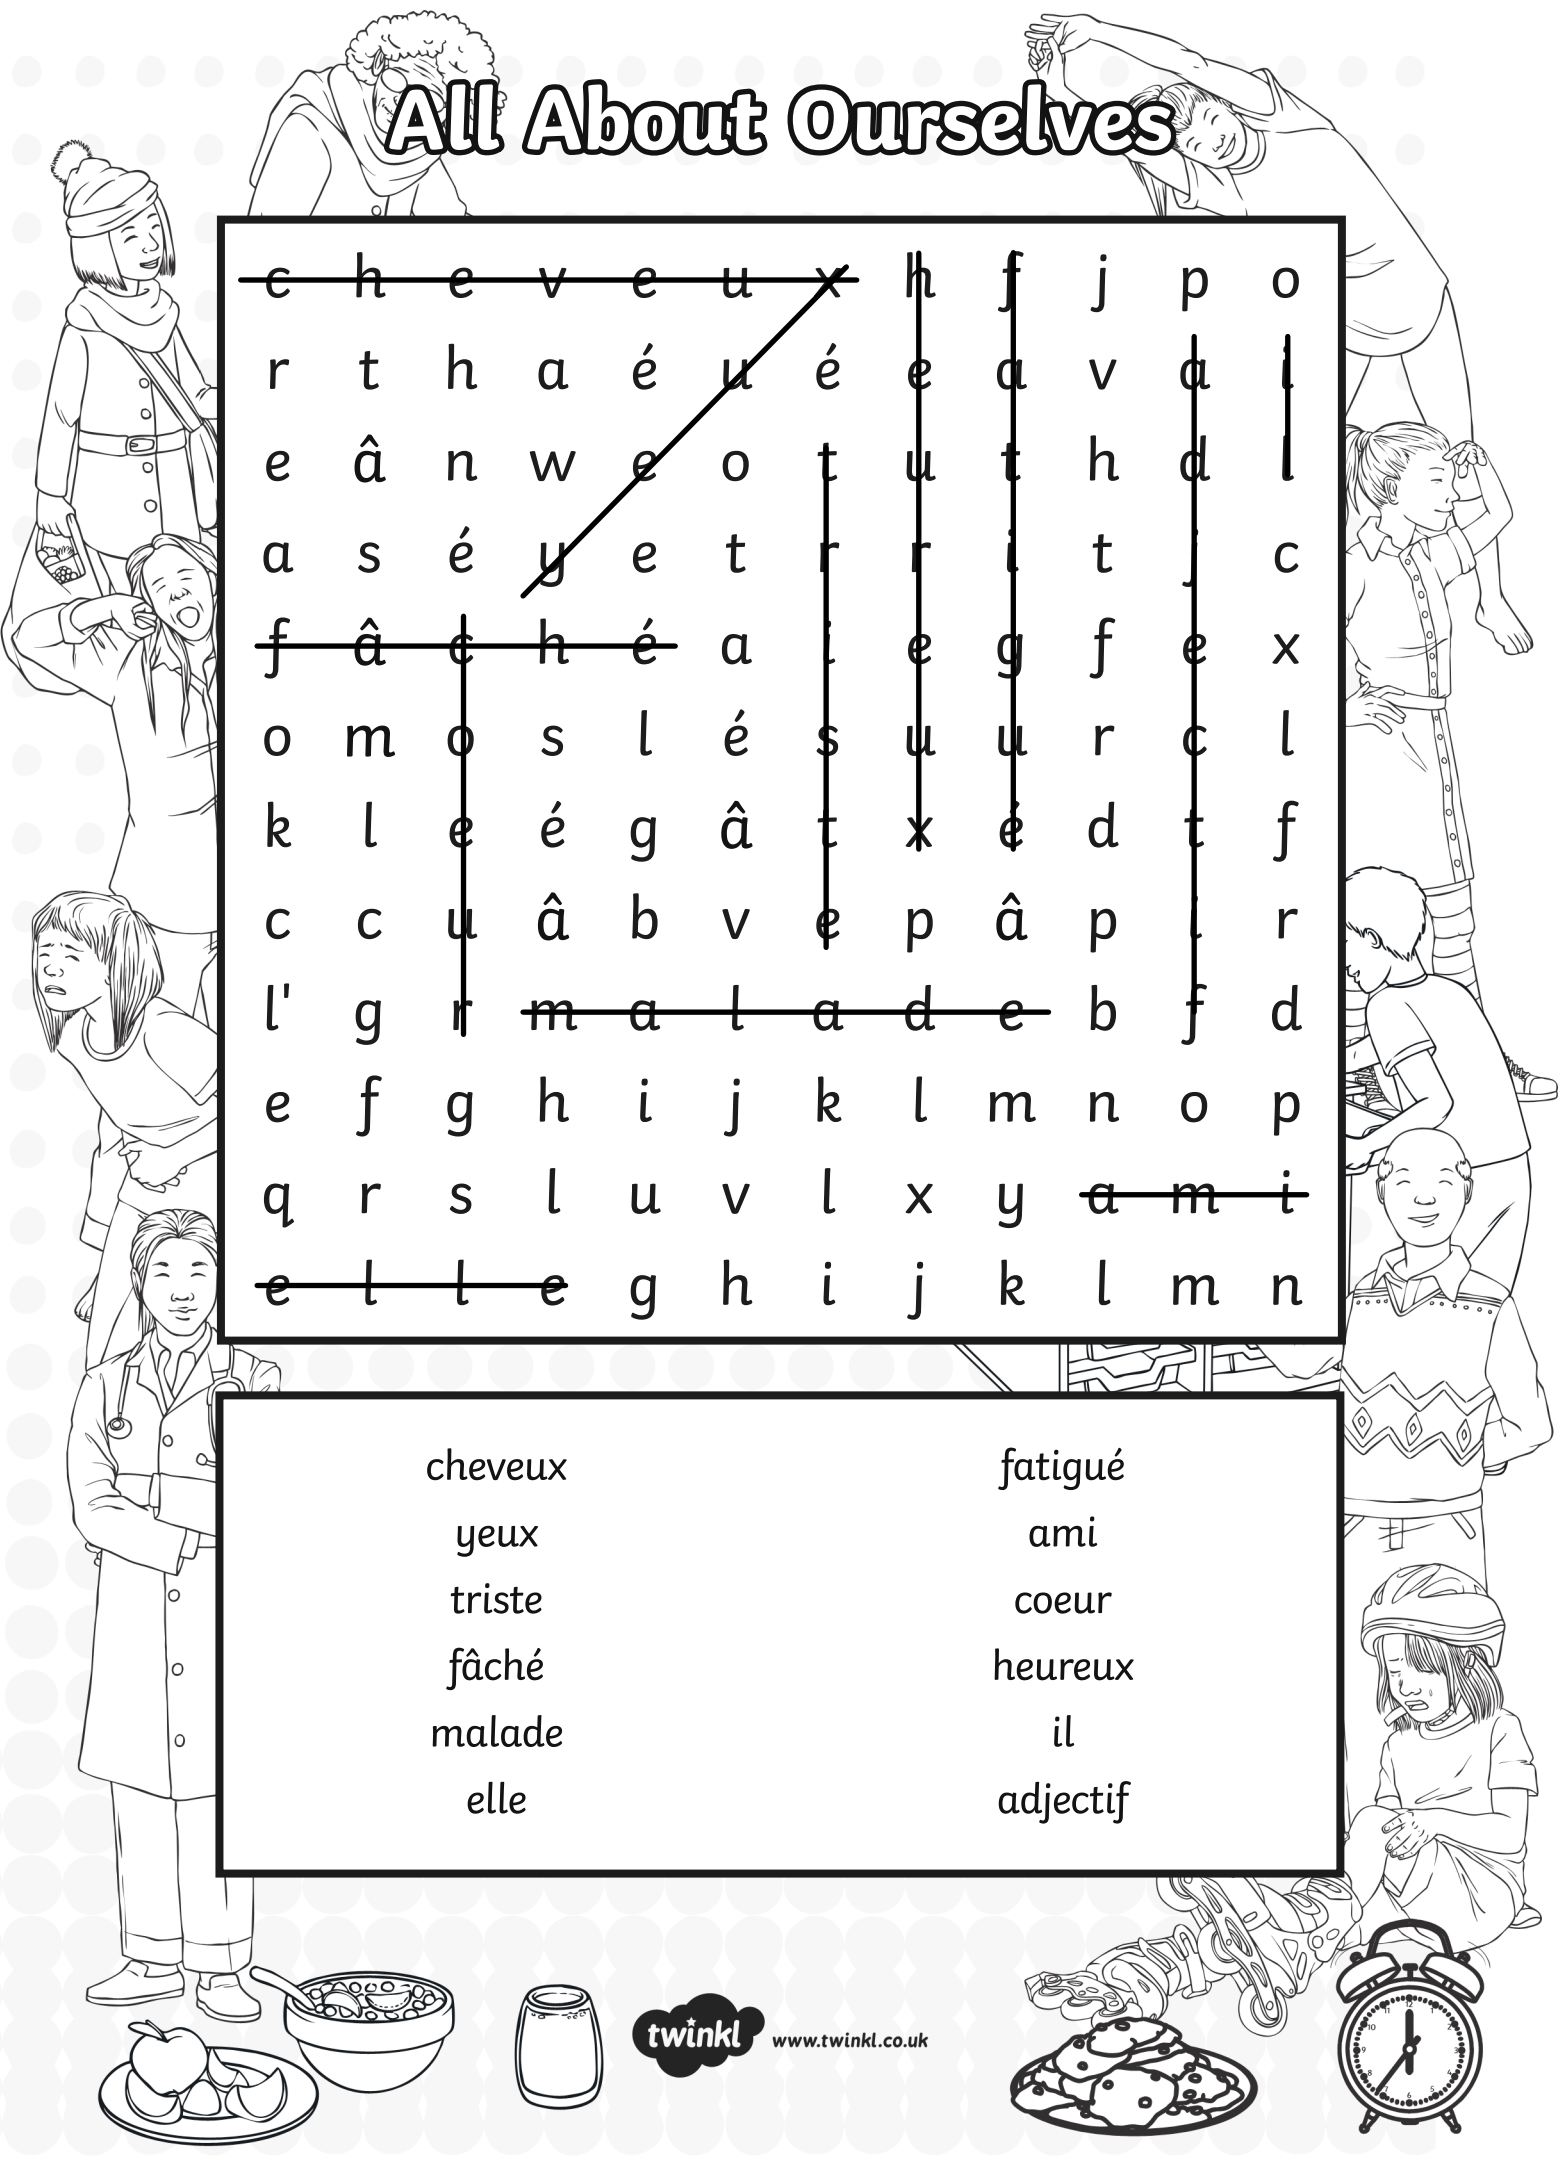 All About Ourselves
c h e v e u x h f j p o
r t h a é u é e a v a i
e â n w e o t u t h d l
a s é y e t r r i t j c
f â c h é a i e g f e x
o m o s l é s u u r c l
k l e é g â t x é d t f
c c u â b v e p â p i r
l' g r m a l a d e b f d
e f g h i j k l m n o p
q r s l u v l x y a m i
e l l e g h i j k l m n
cheveux fatigué
yeux ami
triste coeur
fâché heureux
malade il
elle adjectif
twinkl www.twinkl.co.uk